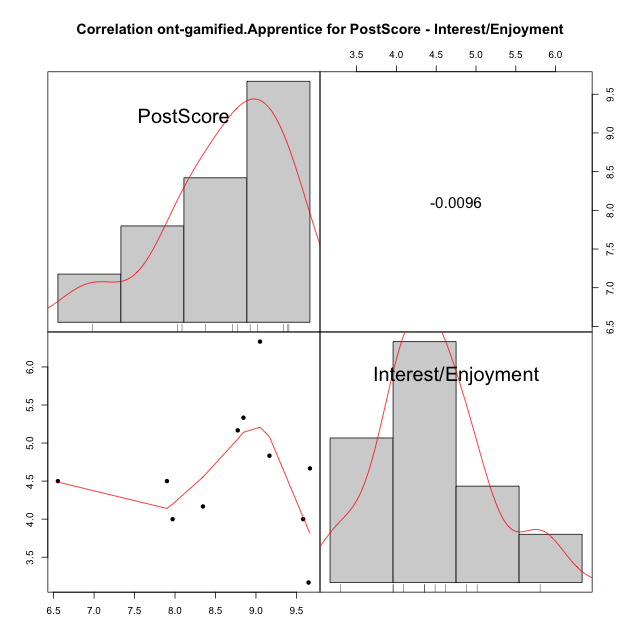 Correlation ont-gamified.Apprentice for PostScore - Interest/Enjoyment
3.5 4.0 4.5 5.0 5.5 6.0
PostScore
-0.0096
9.5
9.0
8.5
8.0
7.5
7.0
6.5
Interest/Enjoyment
6.0
5.5
5.0
4.5
4.0
3.5
6.5 7.0 7.5 8.0 8.5 9.0 9.5